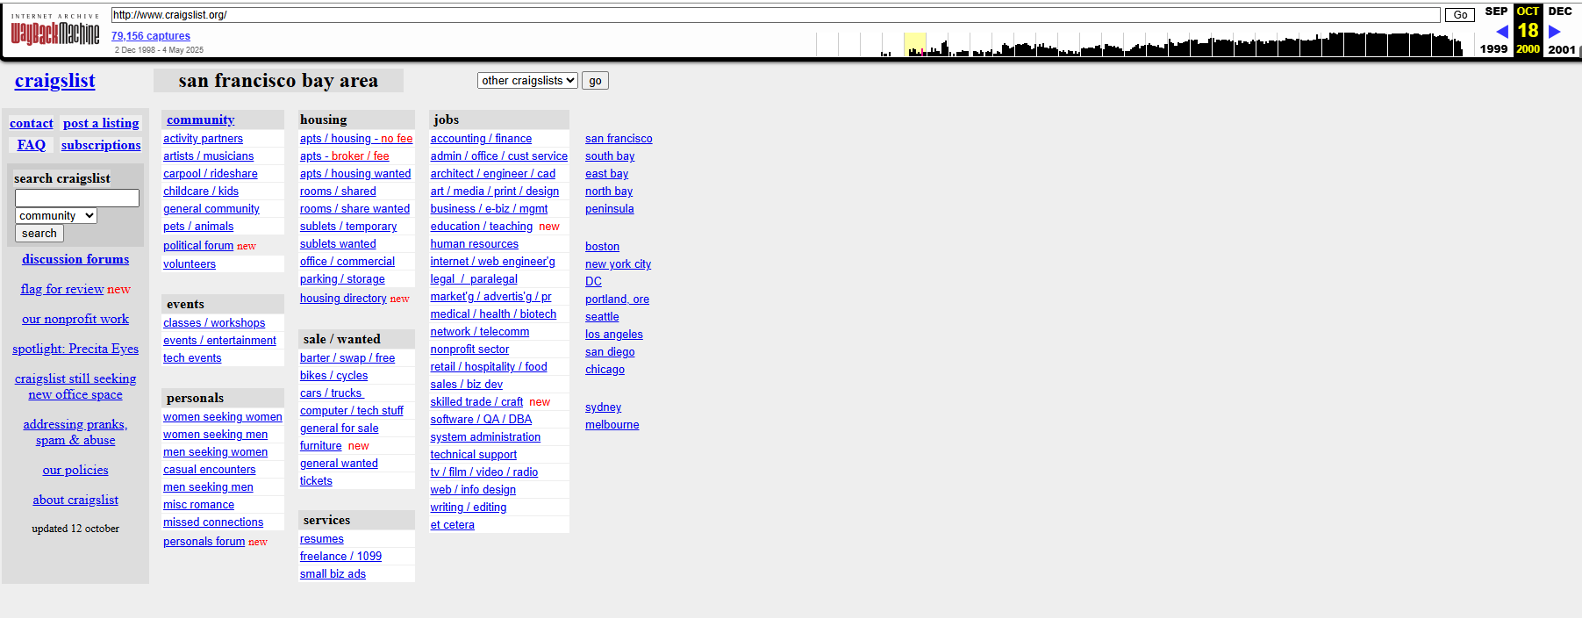 INTERNET ARCHIVE
WayBackMachine
http://www.craigslist.org/
Go
79,156 captures
2 Dec 1998 - 4 May 2025
SEP OCT DEC
18
1999 2000 2001
craigslist
san francisco bay area
other craigslists
go
contact post a listing
FAQ subscriptions
search craigslist
community
search
discussion forums
flag for review new
our nonprofit work
spotlight: Precita Eyes
craigslist still seeking
new office space
addressing pranks,
spam & abuse
our policies
about craigslist
updated 12 october
community
activity partners
artists / musicians
carpool / rideshare
childcare / kids
general community
pets / animals
political forum new
volunteers
events
classes / workshops
events / entertainment
tech events
personals
women seeking women
women seeking men
men seeking women
casual encounters
men seeking men
misc romance
missed connections
personals forum new
housing
apts / housing - no fee
apts - broker / fee
apts / housing wanted
rooms / shared
rooms / share wanted
sublets / temporary
sublets wanted
office / commercial
parking / storage
housing directory new
sale / wanted
barter / swap / free
bikes / cycles
cars / trucks
computer / tech stuff
general for sale
furniture new
general wanted
tickets
services
resumes
freelance / 1099
small biz ads
jobs
accounting / finance
admin / office / cust service
architect / engineer / cad
art / media / print / design
business / e-biz / mgmt
education / teaching new
human resources
internet / web engineer'g
legal / paralegal
market'g / advertis'g / pr
medical / health / biotech
network / telecomm
nonprofit sector
retail / hospitality / food
sales / biz dev
skilled trade / craft new
software / QA / DBA
system administration
technical support
tv / film / video / radio
web / info design
writing / editing
et cetera
san francisco
south bay
east bay
north bay
peninsula
boston
new york city
DC
portland, ore
seattle
los angeles
san diego
chicago
sydney
melbourne